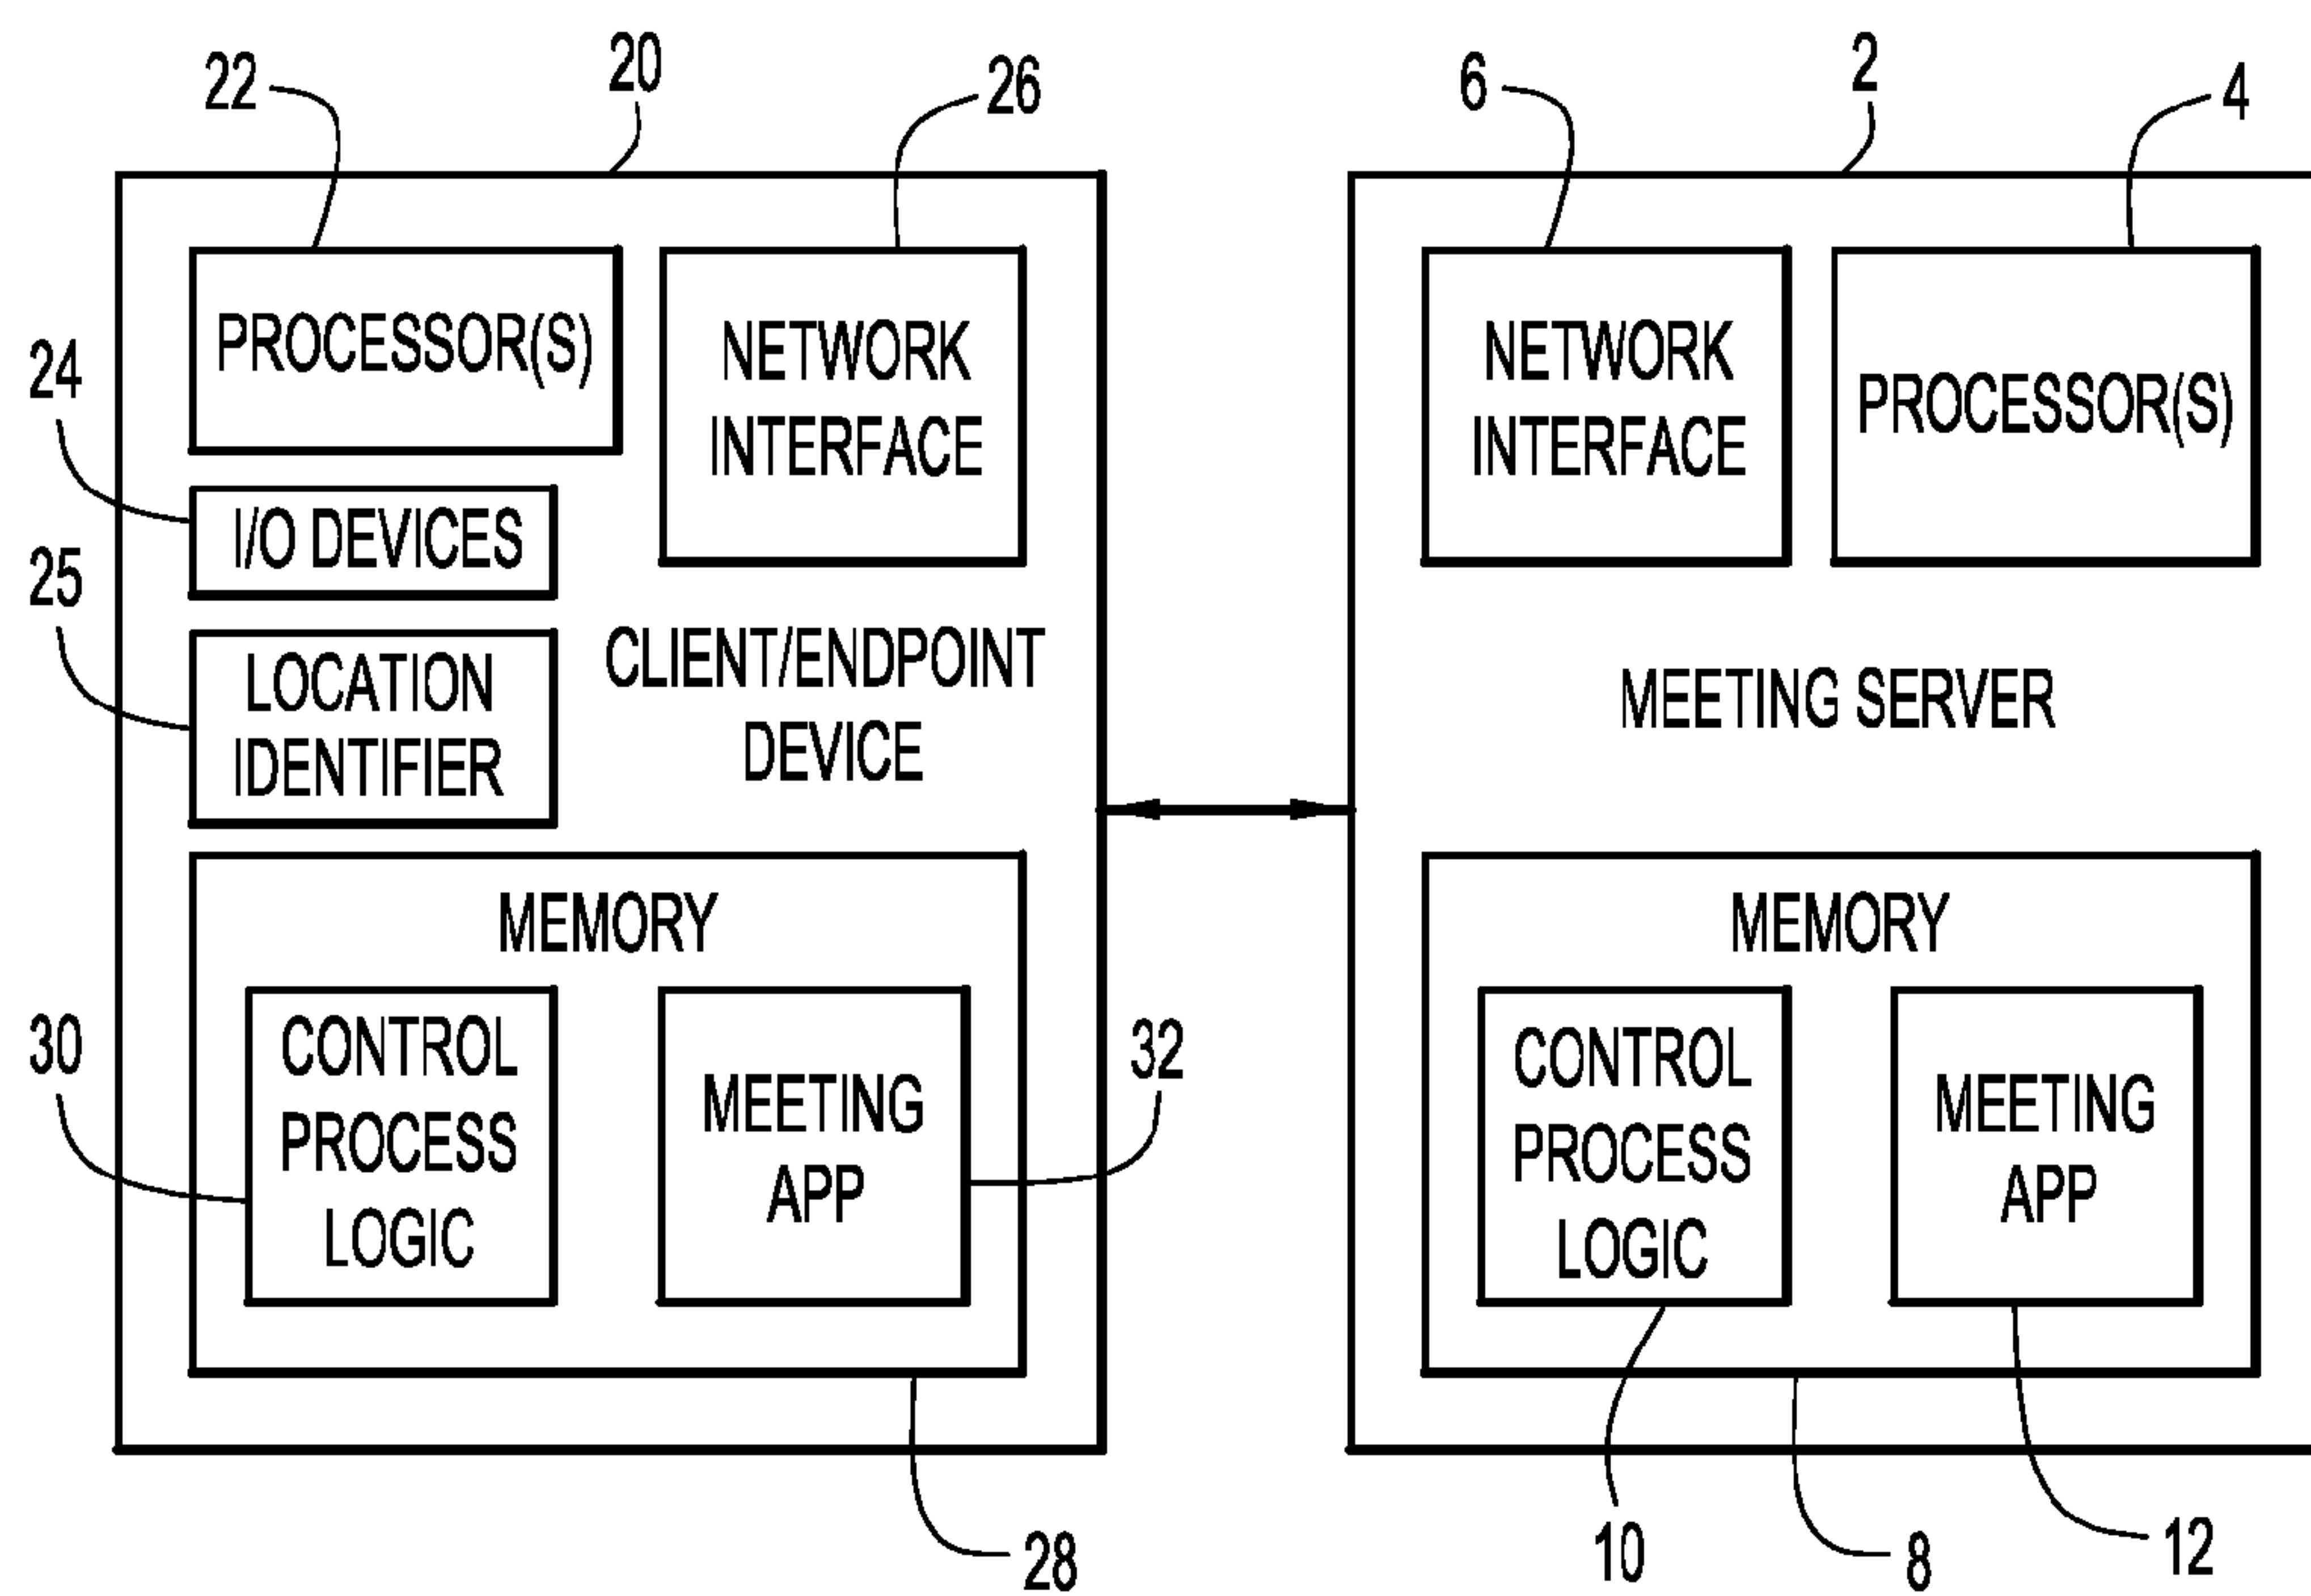 22
20
26
6
2
4
PROCESSOR(S)
NETWORK
INTERFACE
24
I/O DEVICES
25
LOCATION
IDENTIFIER
CLIENT/ENDPOINT
DEVICE
MEMORY
30
CONTROL
PROCESS
LOGIC
MEETING
APP
32
28
NETWORK
INTERFACE
PROCESSOR(S)
MEETING SERVER
MEMORY
CONTROL
PROCESS
LOGIC
MEETING
APP
10
8
12